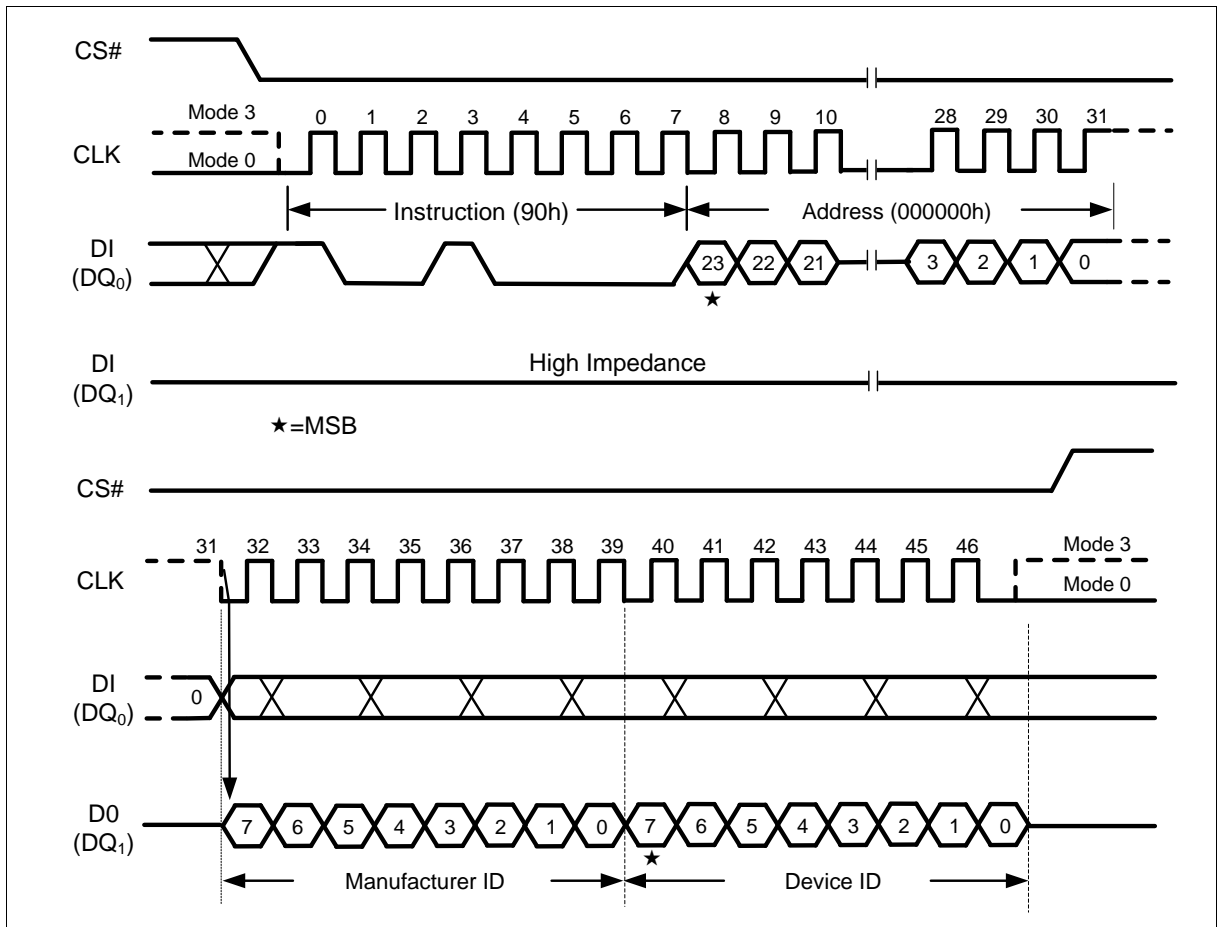 CS#
Mode 3
0 1 2 3 4 5 6 7 8 9 10 28 29 30 31
CLK
Mode 0
Instruction (90h)
Address (000000h)
DI
(DQ0)
23 22 21 3 2 1 0
★
DI
(DQ1)
High Impedance
★=MSB
CS#
31 32 33 34 35 36 37 38 39 40 41 42 43 44 45 46
Mode 3
CLK
Mode 0
DI
(DQ0)
0
D0
(DQ1)
7 6 5 4 3 2 1 0 7 6 5 4 3 2 1 0
★
Manufacturer ID
Device ID